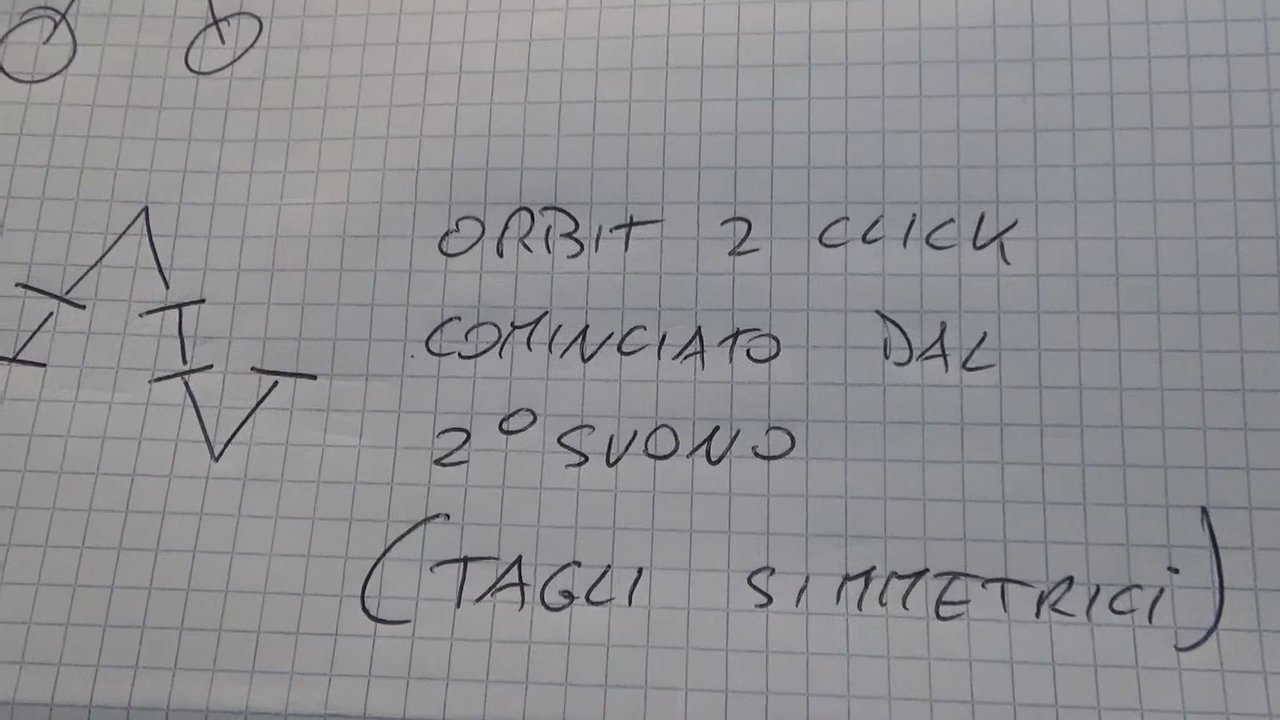 ORBIT 2 CLICK
COMINCIATO DAL
2° SUONO
(TAGLI SIMMETRICI)